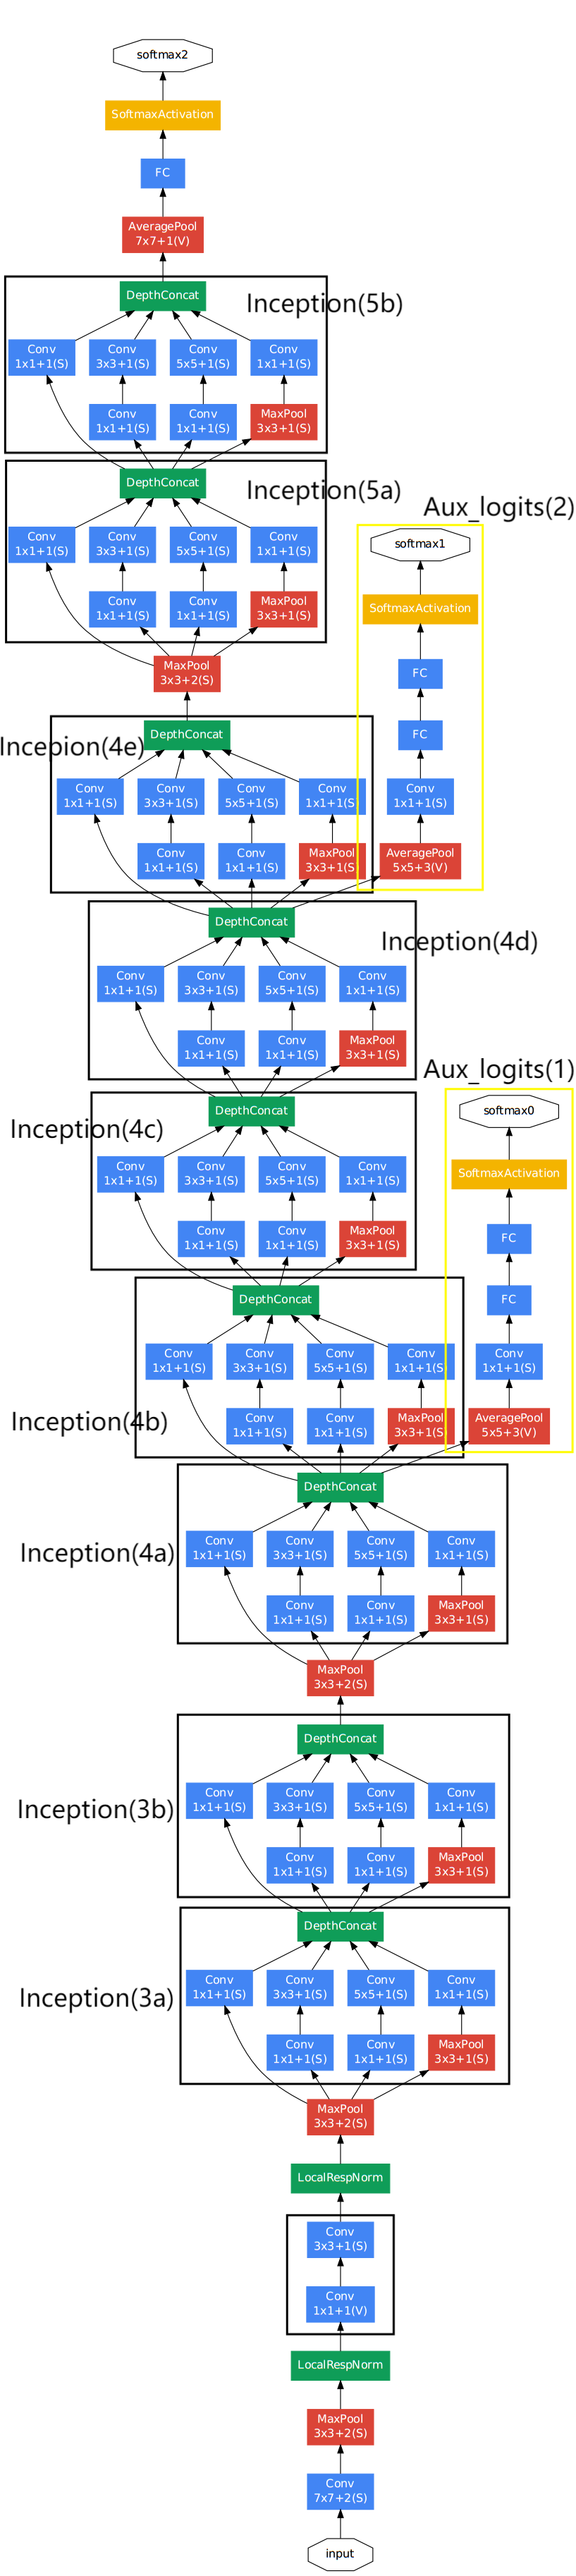 softmax2
SoftmaxActivation
FC
AveragePool
7x7+1(V)
DepthConcat
Inception(5b)
Conv
1x1+1(S)
Conv
3x3+1(S)
Conv
5x5+1(S)
Conv
1x1+1(S)
Conv
1x1+1(S)
Conv
1x1+1(S)
MaxPool
3x3+1(S)
DepthConcat
Inception(5a)
Conv
1x1+1(S)
Conv
3x3+1(S)
Conv
5x5+1(S)
Conv
1x1+1(S)
Conv
1x1+1(S)
Conv
1x1+1(S)
MaxPool
3x3+1(S)
Aux_logits(2)
softmax1
SoftmaxActivation
FC
FC
Conv
1x1+1(S)
AveragePool
5x5+3(V)
MaxPool
3x3+2(S)
DepthConcat
Incepion(4e)
Conv
1x1+1(S)
Conv
3x3+1(S)
Conv
5x5+1(S)
Conv
1x1+1(S)
Conv
1x1+1(S)
Conv
1x1+1(S)
MaxPool
3x3+1(S)
DepthConcat
Inception(4d)
Conv
1x1+1(S)
Conv
3x3+1(S)
Conv
5x5+1(S)
Conv
1x1+1(S)
Conv
1x1+1(S)
Conv
1x1+1(S)
MaxPool
3x3+1(S)
Aux_logits(1)
softmax0
SoftmaxActivation
FC
FC
Conv
1x1+1(S)
AveragePool
5x5+3(V)
DepthConcat
Inception(4c)
Conv
1x1+1(S)
Conv
3x3+1(S)
Conv
5x5+1(S)
Conv
1x1+1(S)
Conv
1x1+1(S)
Conv
1x1+1(S)
MaxPool
3x3+1(S)
DepthConcat
Conv
1x1+1(S)
Conv
3x3+1(S)
Conv
5x5+1(S)
Conv
1x1+1(S)
Inception(4b)
Conv
1x1+1(S)
Conv
1x1+1(S)
MaxPool
3x3+1(S)
DepthConcat
Inception(4a)
Conv
1x1+1(S)
Conv
3x3+1(S)
Conv
5x5+1(S)
Conv
1x1+1(S)
Conv
1x1+1(S)
Conv
1x1+1(S)
MaxPool
3x3+1(S)
MaxPool
3x3+2(S)
DepthConcat
Inception(3b)
Conv
1x1+1(S)
Conv
3x3+1(S)
Conv
5x5+1(S)
Conv
1x1+1(S)
Conv
1x1+1(S)
Conv
1x1+1(S)
MaxPool
3x3+1(S)
DepthConcat
Inception(3a)
Conv
1x1+1(S)
Conv
3x3+1(S)
Conv
5x5+1(S)
Conv
1x1+1(S)
Conv
1x1+1(S)
Conv
1x1+1(S)
MaxPool
3x3+1(S)
MaxPool
3x3+2(S)
LocalRespNorm
Conv
3x3+1(S)
Conv
1x1+1(V)
LocalRespNorm
MaxPool
3x3+2(S)
Conv
7x7+2(S)
input